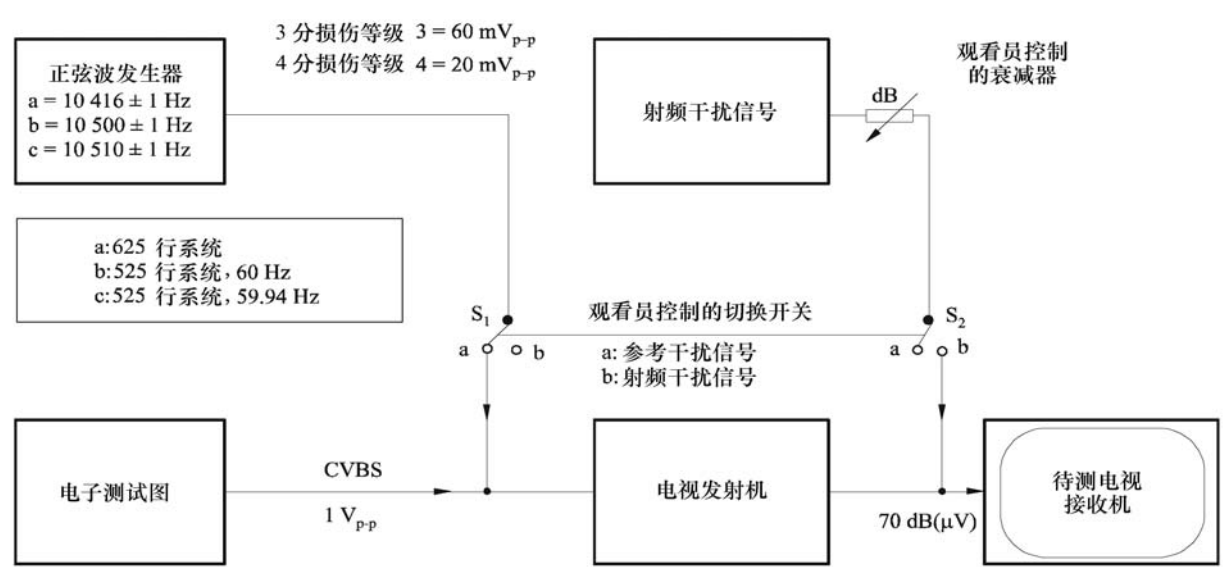 3 分损伤等级 3 = 60 mVp–p
4 分损伤等级 4 = 20 mVp–p
正弦波发生器
a = 10 416 ± 1 Hz
b = 10 500 ± 1 Hz
c = 10 510 ± 1 Hz
射频干扰信号
dB
观看员控制
的衰减器
a:625 行系统
b:525 行系统, 60 Hz
c:525 行系统, 59.94 Hz
S1
a
b
观看员控制的切换开关
a: 参考干扰信号
b: 射频干扰信号
S2
a
b
电子测试图
CVBS
1 Vp-p
电视发射机
70 dB(μV)
待测电视
接收机